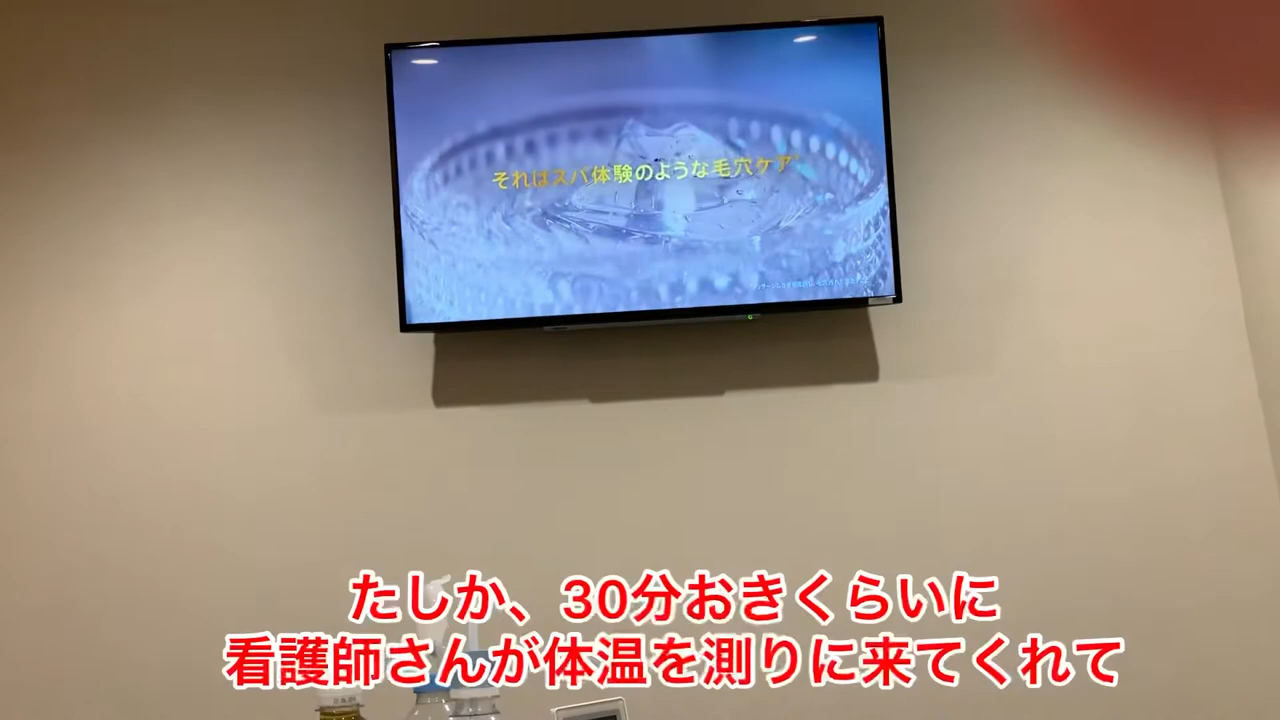 それはスパ体験のような毛穴ケア
たしか、30分おきくらいに
看護師さんが体温を測りに来てくれて